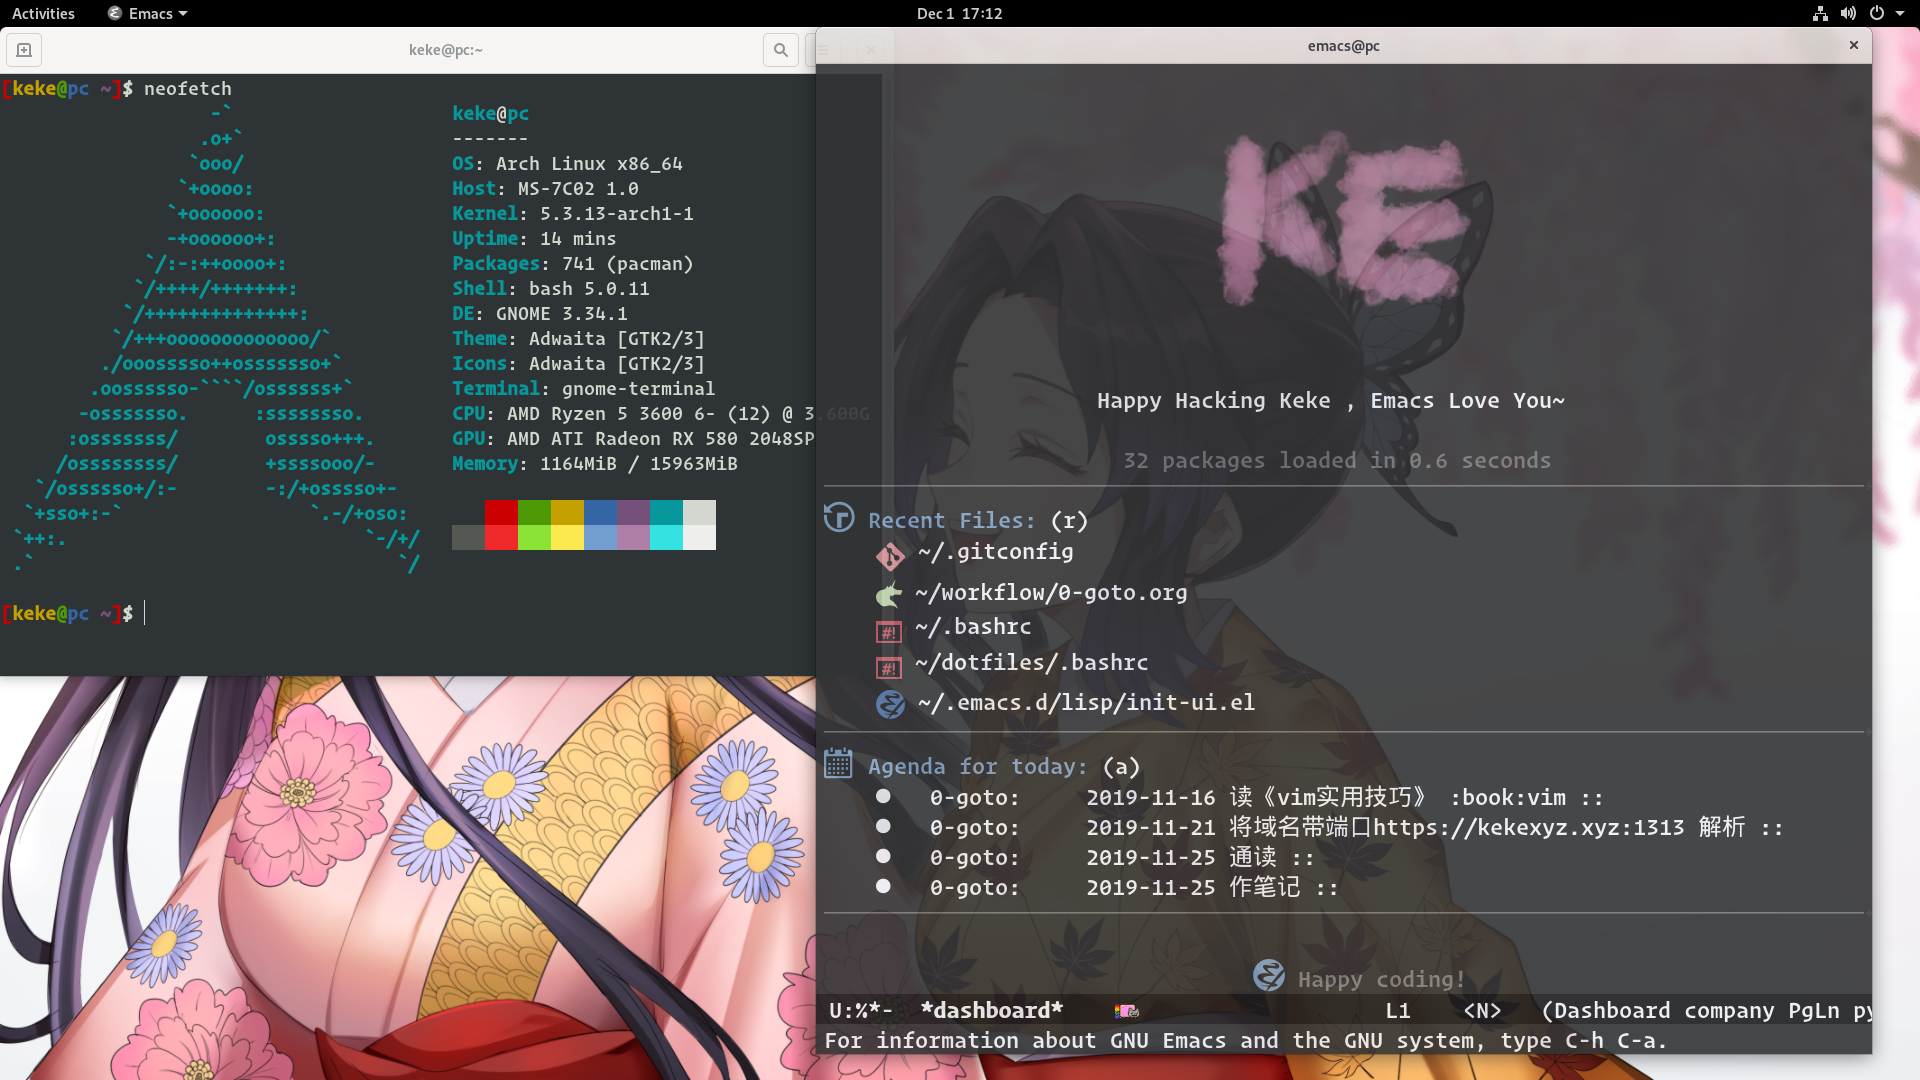 Activities Emacs Dec 1 17:12
keke@pc:~
[keke@pc ~]$ neofetch
-`
.o+`
`ooo/
`+oooo:
`+oooooo:
-+oooooo+:
`/:-:++oooo+:
`/++++/+++++++:
`/++++++++++++++:
`/+++ooooooooooooo/`
./ooosssso++osssssso+`
.oossssso-````/ossssss+`
-osssssso. :ssssssso.
:osssssss/ osssso+++.
/ossssssss/ +ssssooo/-
`/ossssso+/:- -:/+osssso+-
`+sso+:-` `.-/+oso:
`++:. `-/+/
.` `/
keke@pc
-------
OS: Arch Linux x86_64
Host: MS-7C02 1.0
Kernel: 5.3.13-arch1-1
Uptime: 14 mins
Packages: 741 (pacman)
Shell: bash 5.0.11
DE: GNOME 3.34.1
Theme: Adwaita [GTK2/3]
Icons: Adwaita [GTK2/3]
Terminal: gnome-terminal
CPU: AMD Ryzen 5 3600 6- (12) @ 3.600G
GPU: AMD ATI Radeon RX 580 2048SP
Memory: 1164MiB / 15963MiB
[keke@pc ~]$
emacs@pc
KE
Happy Hacking Keke , Emacs Love You~
32 packages loaded in 0.6 seconds
Recent Files: (r)
~/.gitconfig
~/workflow/0-goto.org
#! ~/.bashrc
#! ~/dotfiles/.bashrc
~/.emacs.d/lisp/init-ui.el
Agenda for today: (a)
0-goto: 2019-11-16 读《vim实用技巧》 :book:vim ::
0-goto: 2019-11-21 将域名带端口https://kekexyz.xyz:1313 解析 ::
0-goto: 2019-11-25 通读 ::
0-goto: 2019-11-25 作笔记 ::
Happy coding!
U:%*- *dashboard* L1 <N> (Dashboard company PgLn py
For information about GNU Emacs and the GNU system, type C-h C-a.